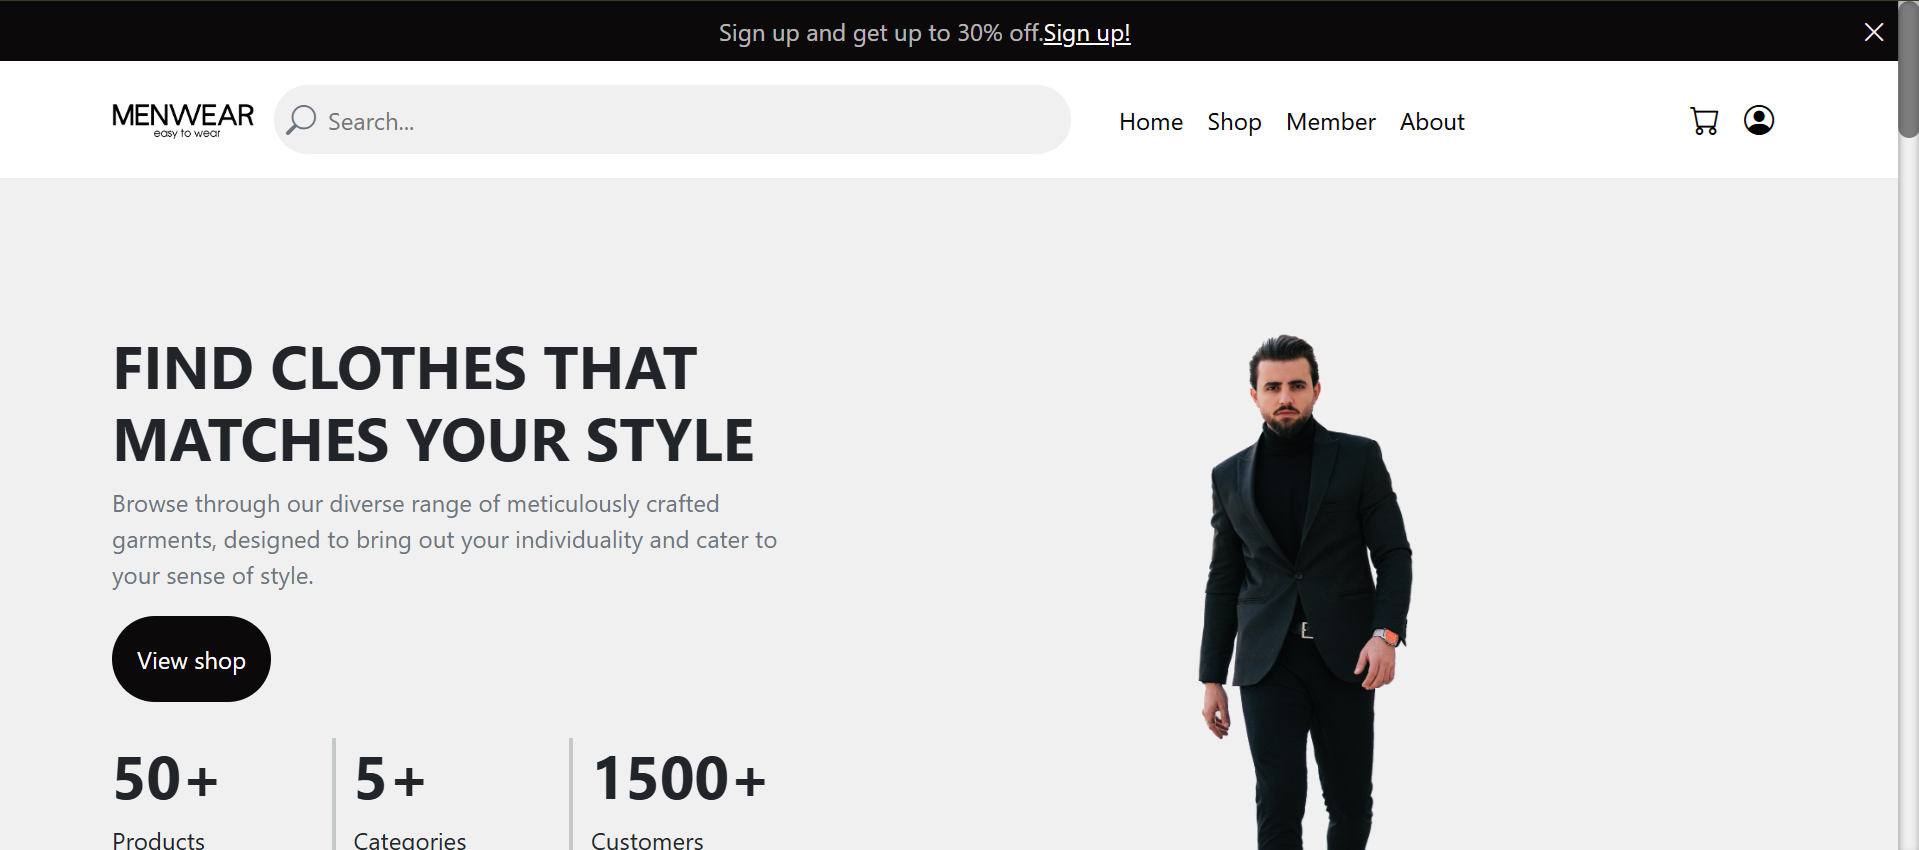 Sign up and get up to 30% off.Sign up!
MENWEAR
easy to wear
Search...
Home Shop Member About
FIND CLOTHES THAT
MATCHES YOUR STYLE
Browse through our diverse range of meticulously crafted
garments, designed to bring out your individuality and cater to
your sense of style.
View shop
50+ 5+ 1500+
Products Categories Customers